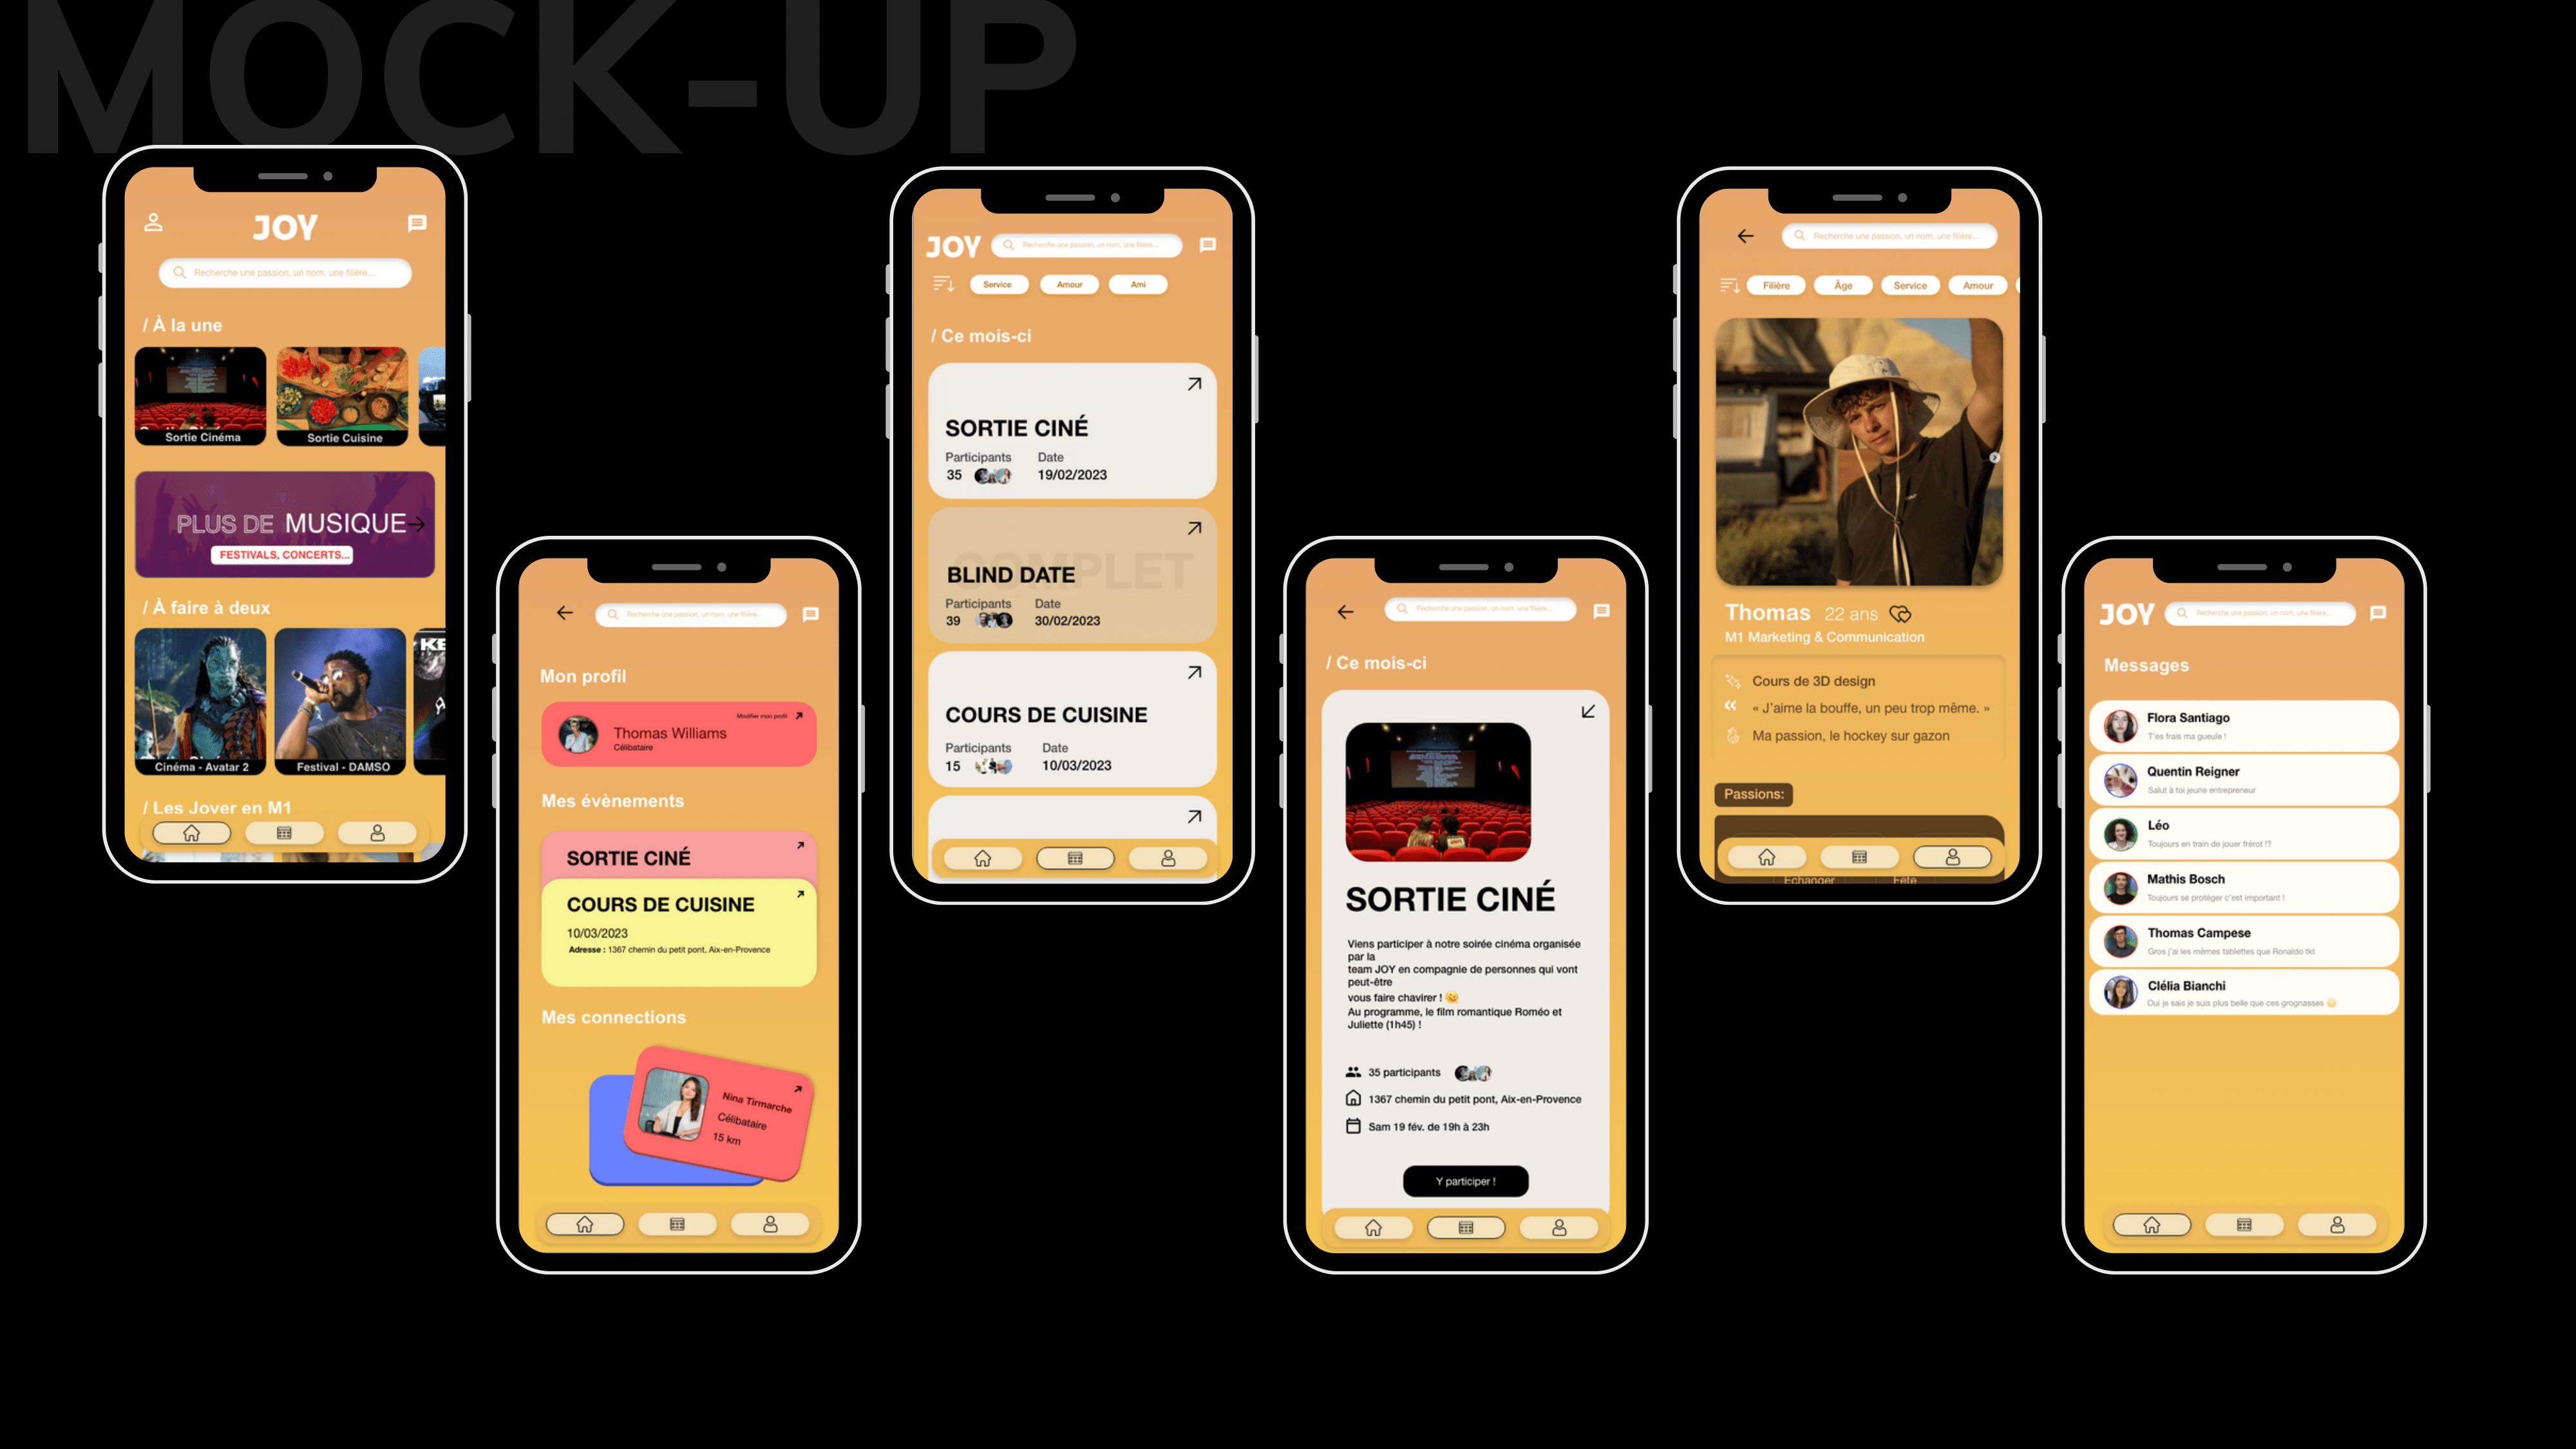 MOCK-UP
JOY
Recherche une passion, un nom, une filière...
/ À la une
Sortie Cinéma
Sortie Cuisine
PLUS DE MUSIQUE
FESTIVALS, CONCERTS...
/ À faire à deux
Cinéma - Avatar 2
Festival - DAMSO
/ Les Joyer en M1
Recherche une passion, un nom, une filière...
Mon profil
Modifier mon profil
Thomas Williams
Célibataire
Mes évènements
SORTIE CINÉ
COURS DE CUISINE
10/03/2023
Adresse : 1367 chemin du petit pont, Aix-en-Provence
Mes connections
Nina Tirmarche
Célibataire
15 km
JOY
Recherche une passion, un nom, une filière...
Service
Amour
Ami
/ Ce mois-ci
SORTIE CINÉ
Participants Date
35 19/02/2023
COMPLET
BLIND DATE
Participants Date
39 30/02/2023
COURS DE CUISINE
Participants Date
15 10/03/2023
Recherche une passion, un nom, une filière...
/ Ce mois-ci
SORTIE CINÉ
Viens participer à notre soirée cinéma organisée
par la
team JOY en compagnie de personnes qui vont
peut-être
vous faire chavirer ! 😉
Au programme, le film romantique Roméo et
Juliette (1h45) !
35 participants
1367 chemin du petit pont, Aix-en-Provence
Sam 19 fév. de 19h à 23h
Y participer !
Recherche une passion, un nom, une filière...
Filière
Âge
Service
Amour
Thomas 22 ans
M1 Marketing & Communication
Cours de 3D design
« J'aime la bouffe, un peu trop même. »
Ma passion, le hockey sur gazon
Passions:
Echanger
Fête
JOY
Recherche une passion, un nom, une filière...
Messages
Flora Santiago
T'es frais ma gueule !
Quentin Reigner
Salut à toi jeune entrepreneur
Léo
Toujours en train de jouer frérot !?
Mathis Bosch
Toujours se protéger c'est important !
Thomas Campese
Gros j'ai les mêmes tablettes que Ronaldo tkt
Clélia Bianchi
Oui je sais je suis plus belle que ces grognasses